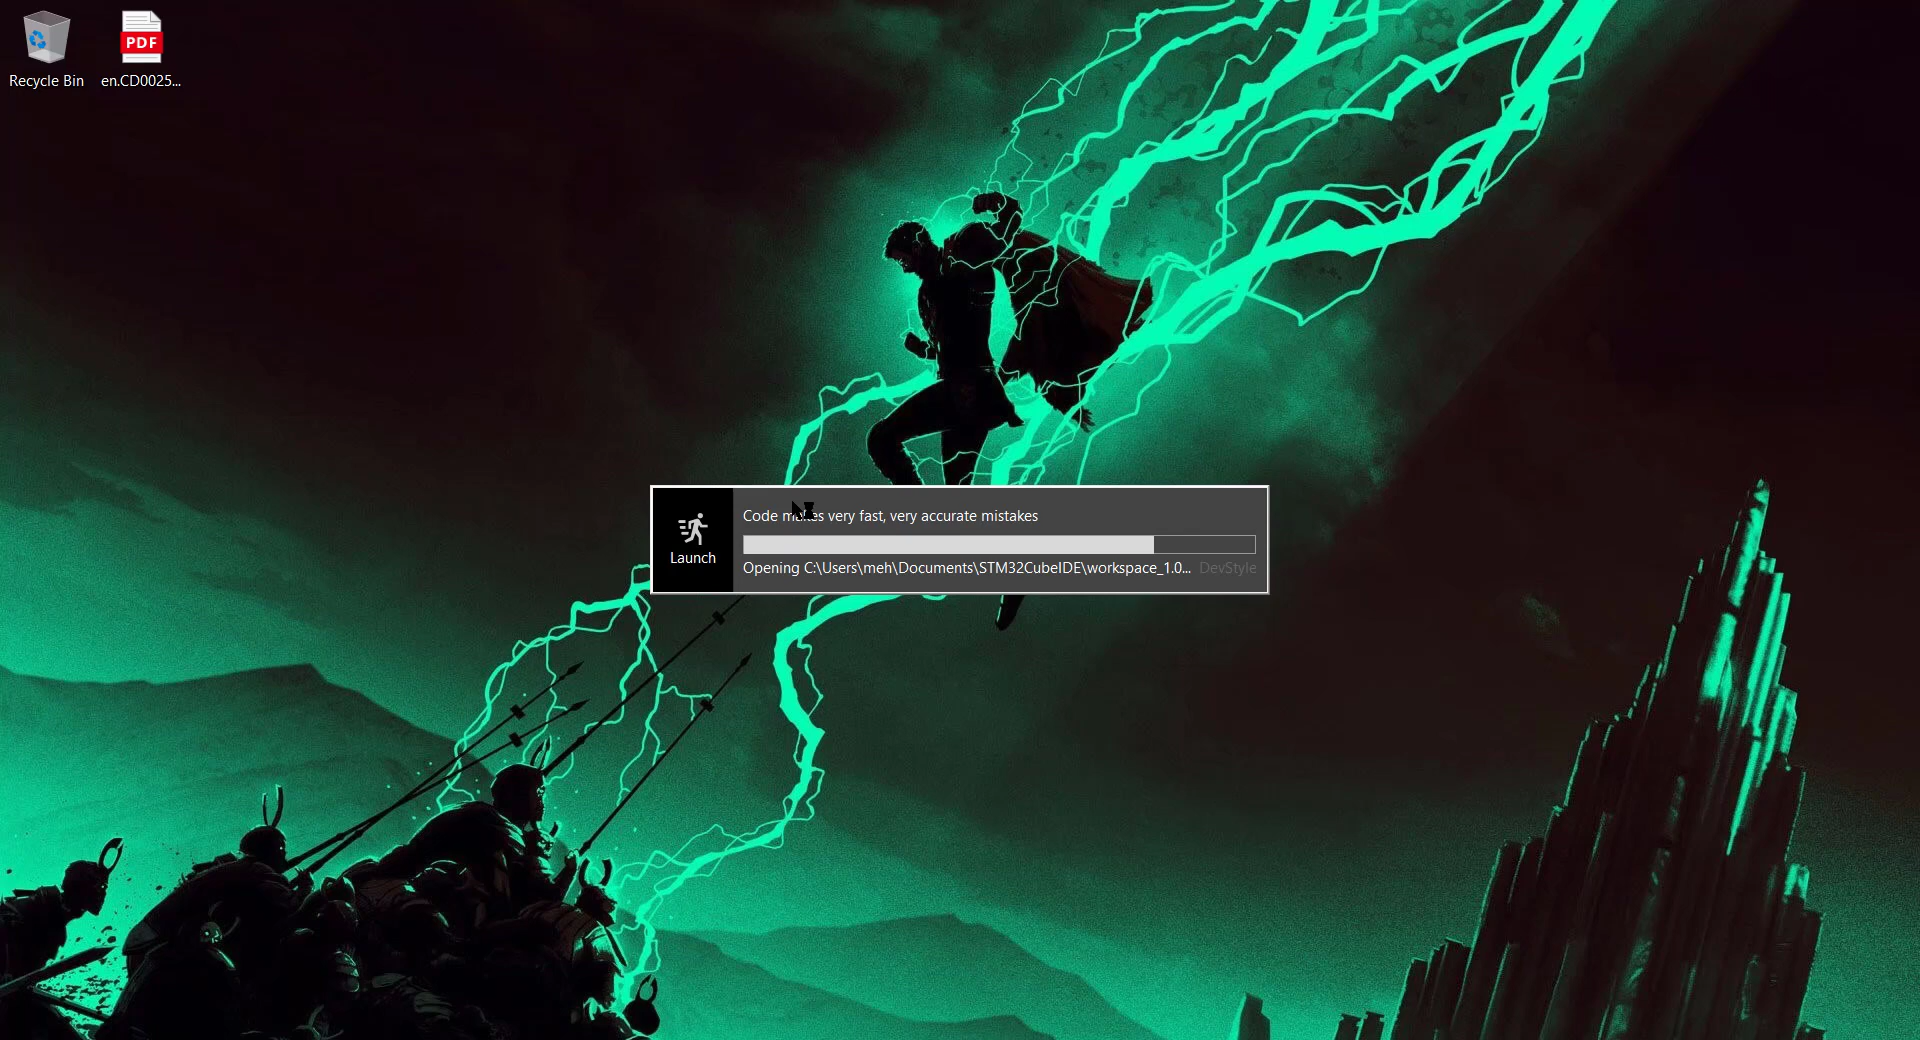 Recycle Bin
PDF
en.CD0025...
Code makes very fast, very accurate mistakes
Launch
Opening C:\Users\meh\Documents\STM32CubeIDE\workspace_1.0...
DevStyle